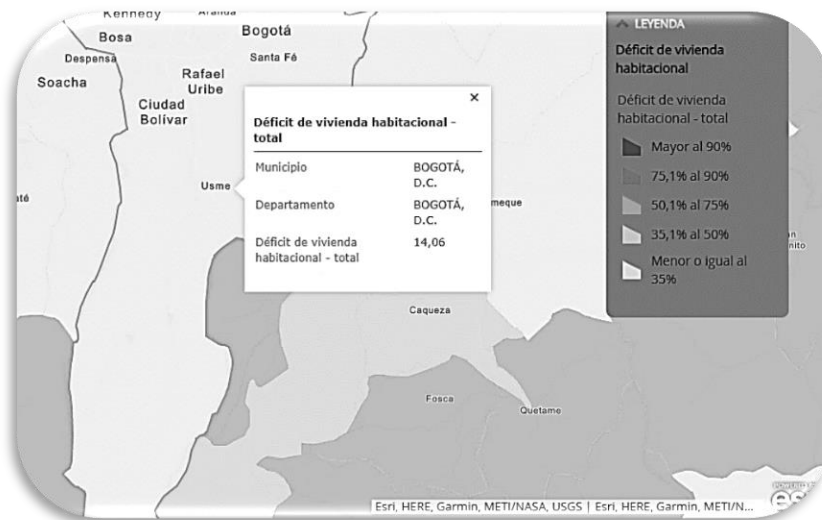 Kennedy
Bosa
Bogotá
Despensa
Santa Fé
Soacha
Rafael
Uribe
Ciudad
Bolívar
Usme
Déficit de vivienda habitacional -
total
Municipio
BOGOTÁ,
D.C.
Departamento
BOGOTÁ,
D.C.
Déficit de vivienda
habitacional - total
14,06
meque
Caqueza
Fosca
Quetame
LEYENDA
Déficit de vivienda
habitacional
Déficit de vivienda
habitacional - total
Mayor al 90%
75,1% al 90%
50,1% al 75%
35,1% al 50%
Menor o igual al
35%
Esri, HERE, Garmin, METI/NASA, USGS | Esri, HERE, Garmin, METI/N...